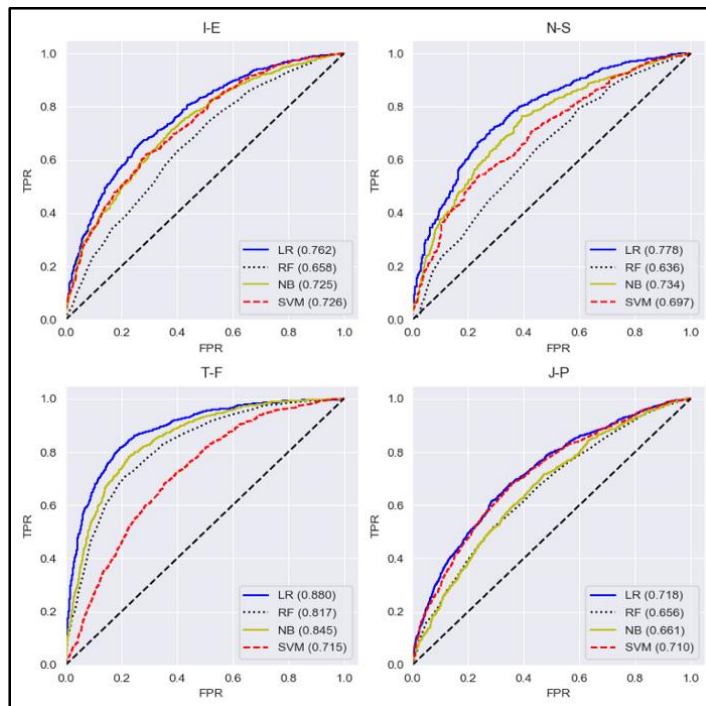 I-E
1.0
0.8
0.6
0.4
0.2
0.0
TPR
LR (0.762)
RF (0.658)
NB (0.725)
SVM (0.726)
0.0 0.2 0.4 0.6 0.8 1.0
FPR
N-S
1.0
0.8
0.6
0.4
0.2
0.0
TPR
LR (0.778)
RF (0.636)
NB (0.734)
SVM (0.697)
0.0 0.2 0.4 0.6 0.8 1.0
FPR
T-F
1.0
0.8
0.6
0.4
0.2
0.0
TPR
LR (0.880)
RF (0.817)
NB (0.845)
SVM (0.715)
0.0 0.2 0.4 0.6 0.8 1.0
FPR
J-P
1.0
0.8
0.6
0.4
0.2
0.0
TPR
LR (0.718)
RF (0.656)
NB (0.661)
SVM (0.710)
0.0 0.2 0.4 0.6 0.8 1.0
FPR